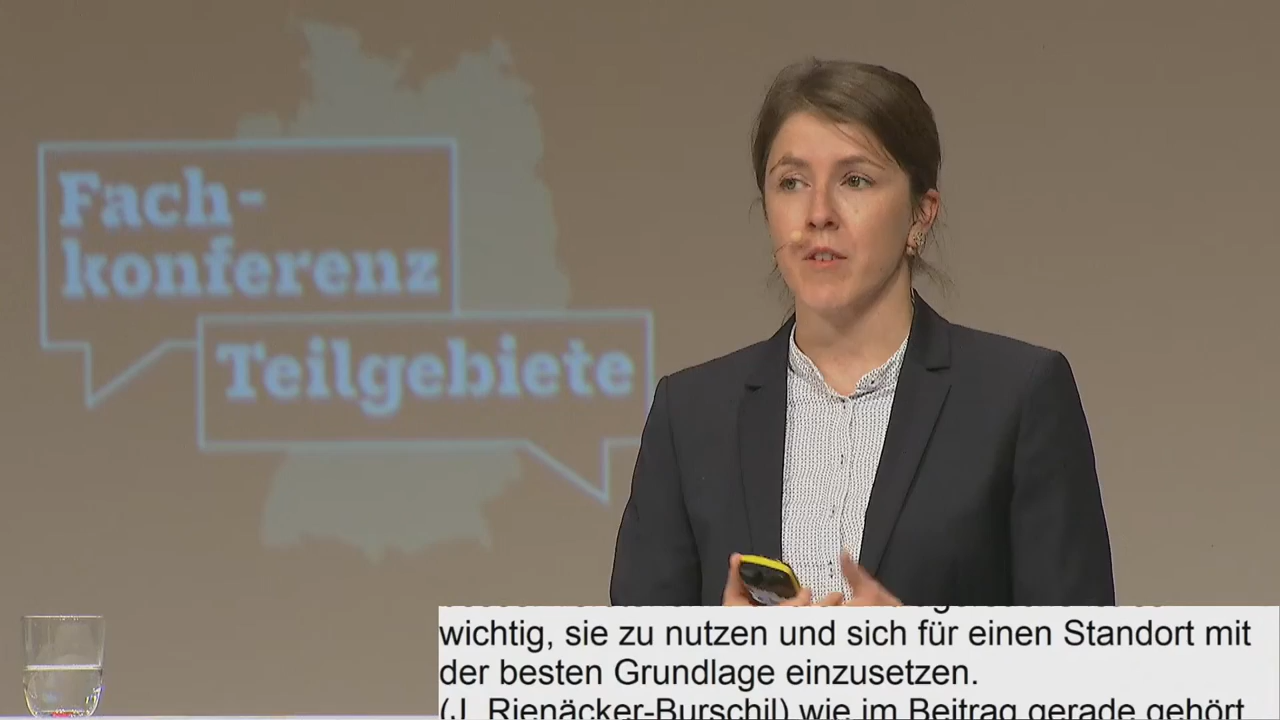 Fach-
konferenz
Teilgebiete
wichtig, sie zu nutzen und sich für einen Standort mit
der besten Grundlage einzusetzen.
(J. Rienäcker-Burschil) wie im Beitrag gerade gehört